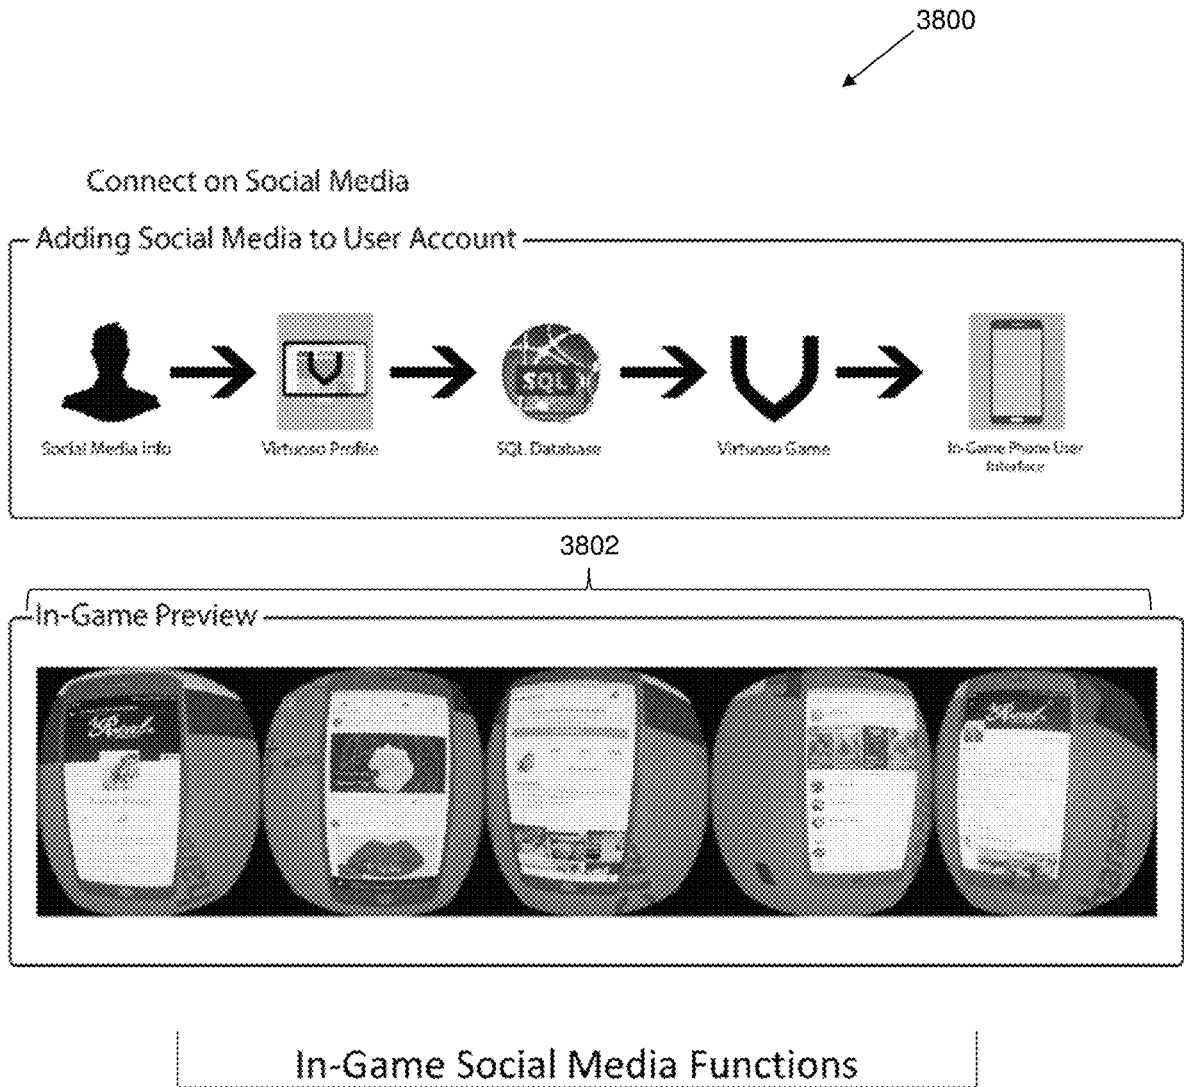 3800
Connect on Social Media
Adding Social Media to User Account
SQL
Social Media Info
Virtuoso Profile
SQL Database
Virtuoso Game
In-Game Phone User
Interface
3802
In-Game Preview
In-Game Social Media Functions